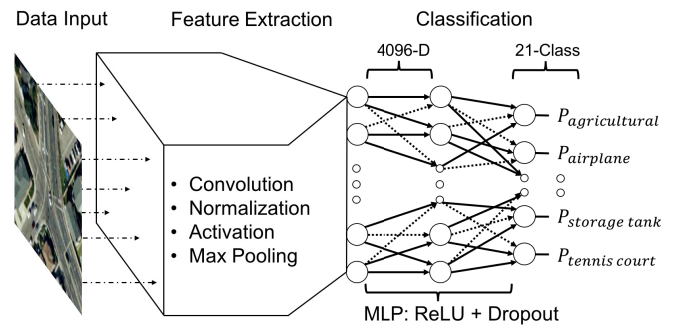 Data Input
Feature Extraction
Classification
4096-D
21-Class
• Convolution
• Normalization
• Activation
• Max Pooling
P_agricultural
P_airplane
P_storage tank
P_tennis court
MLP: ReLU + Dropout